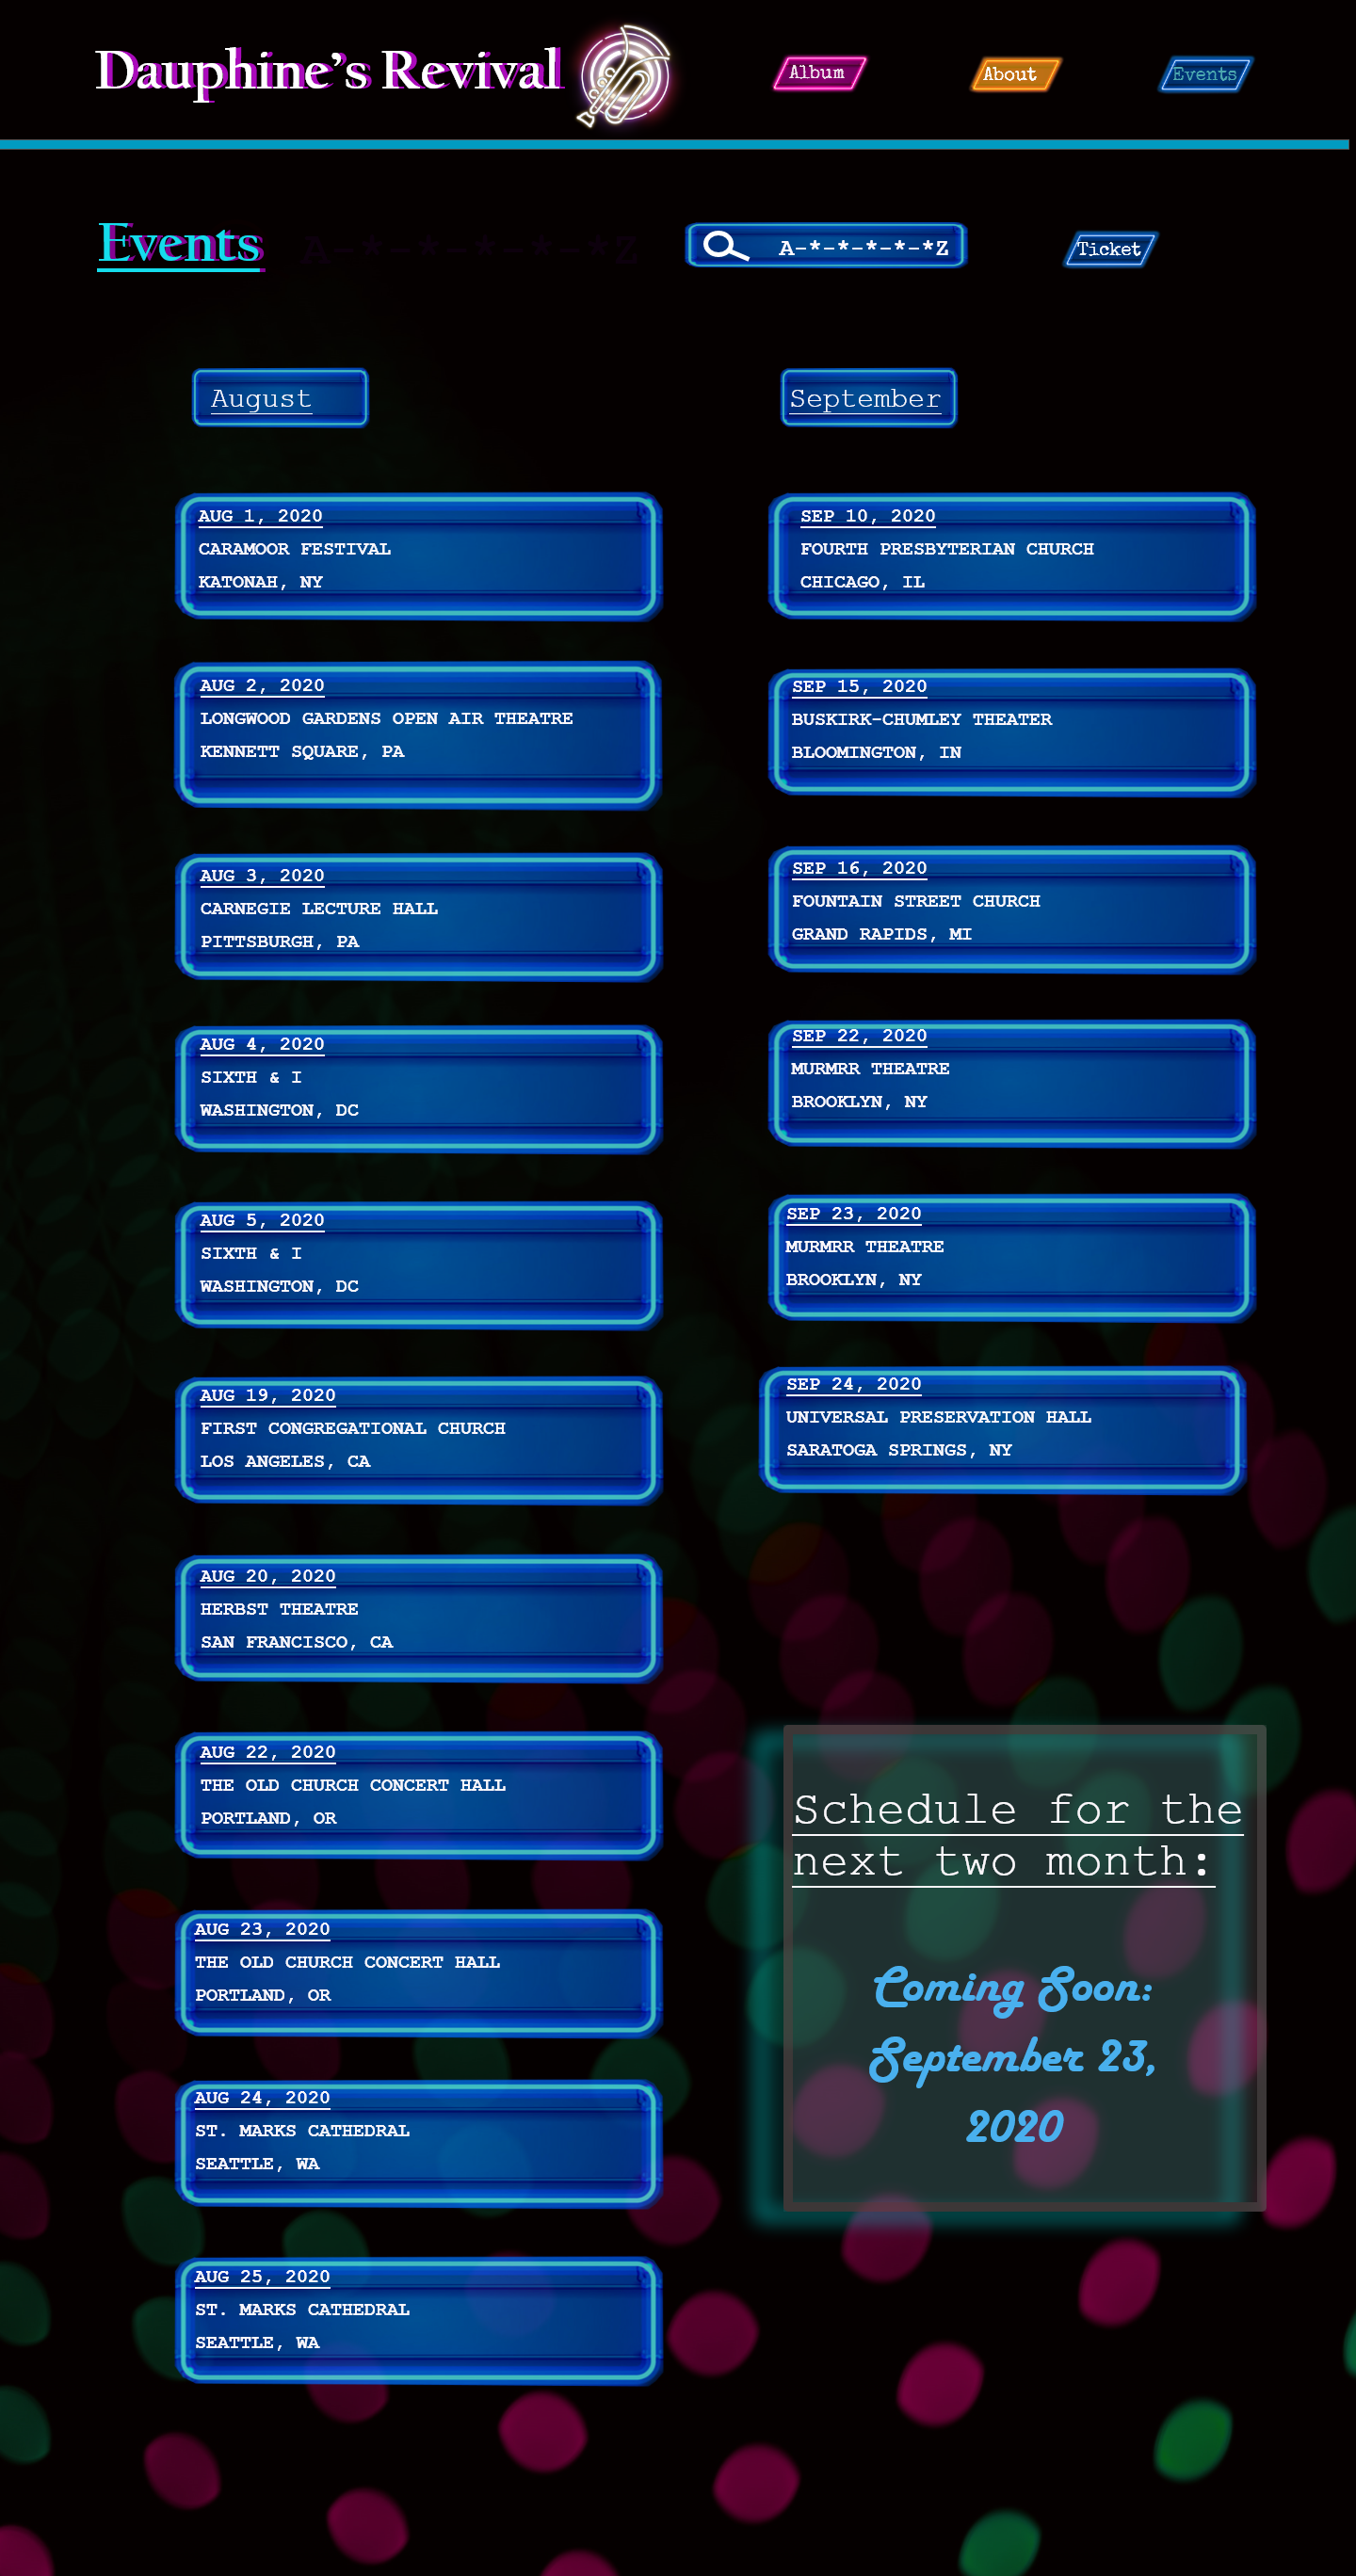 Dauphine's Revival
Album
About
Events
Events
A-*-*-*-*-*Z
A-*-*-*-*-*Z
Ticket
August
AUG 1, 2020
CARAMOOR FESTIVAL
KATONAH, NY
AUG 2, 2020
LONGWOOD GARDENS OPEN AIR THEATRE
KENNETT SQUARE, PA
AUG 3, 2020
CARNEGIE LECTURE HALL
PITTSBURGH, PA
AUG 4, 2020
SIXTH & I
WASHINGTON, DC
AUG 5, 2020
SIXTH & I
WASHINGTON, DC
AUG 19, 2020
FIRST CONGREGATIONAL CHURCH
LOS ANGELES, CA
AUG 20, 2020
HERBST THEATRE
SAN FRANCISCO, CA
AUG 22, 2020
THE OLD CHURCH CONCERT HALL
PORTLAND, OR
AUG 23, 2020
THE OLD CHURCH CONCERT HALL
PORTLAND, OR
AUG 24, 2020
ST. MARKS CATHEDRAL
SEATTLE, WA
AUG 25, 2020
ST. MARKS CATHEDRAL
SEATTLE, WA
September
SEP 10, 2020
FOURTH PRESBYTERIAN CHURCH
CHICAGO, IL
SEP 15, 2020
BUSKIRK-CHUMLEY THEATER
BLOOMINGTON, IN
SEP 16, 2020
FOUNTAIN STREET CHURCH
GRAND RAPIDS, MI
SEP 22, 2020
MURMRR THEATRE
BROOKLYN, NY
SEP 23, 2020
MURMRR THEATRE
BROOKLYN, NY
SEP 24, 2020
UNIVERSAL PRESERVATION HALL
SARATOGA SPRINGS, NY
Schedule for the
next two month:
Coming Soon:
September 23,
2020